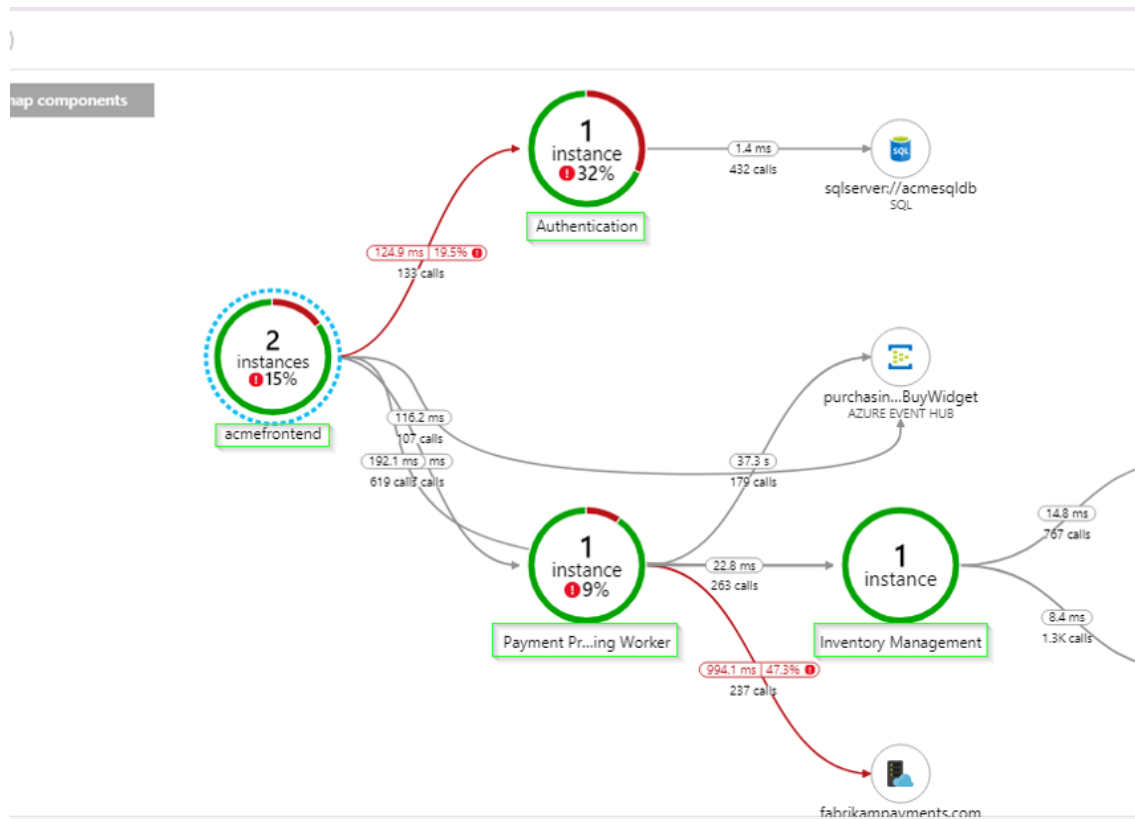 map components
1
instance
32%
Authentication
1.4 ms
432 calls
SQL
sqlserver://acmesqldb
SQL
124.9 ms 19.5%
133 calls
2
instances
15%
acmefrontend
116.2 ms
107 calls
192.1 ms ms
619 calls calls
purchasin...BuyWidget
AZURE EVENT HUB
37.3 s
179 calls
1
instance
9%
Payment Pr...ing Worker
22.8 ms
263 calls
1
instance
Inventory Management
14.8 ms
767 calls
8.4 ms
1.3K calls
994.1 ms 47.3%
237 calls
fabrikampayments.com